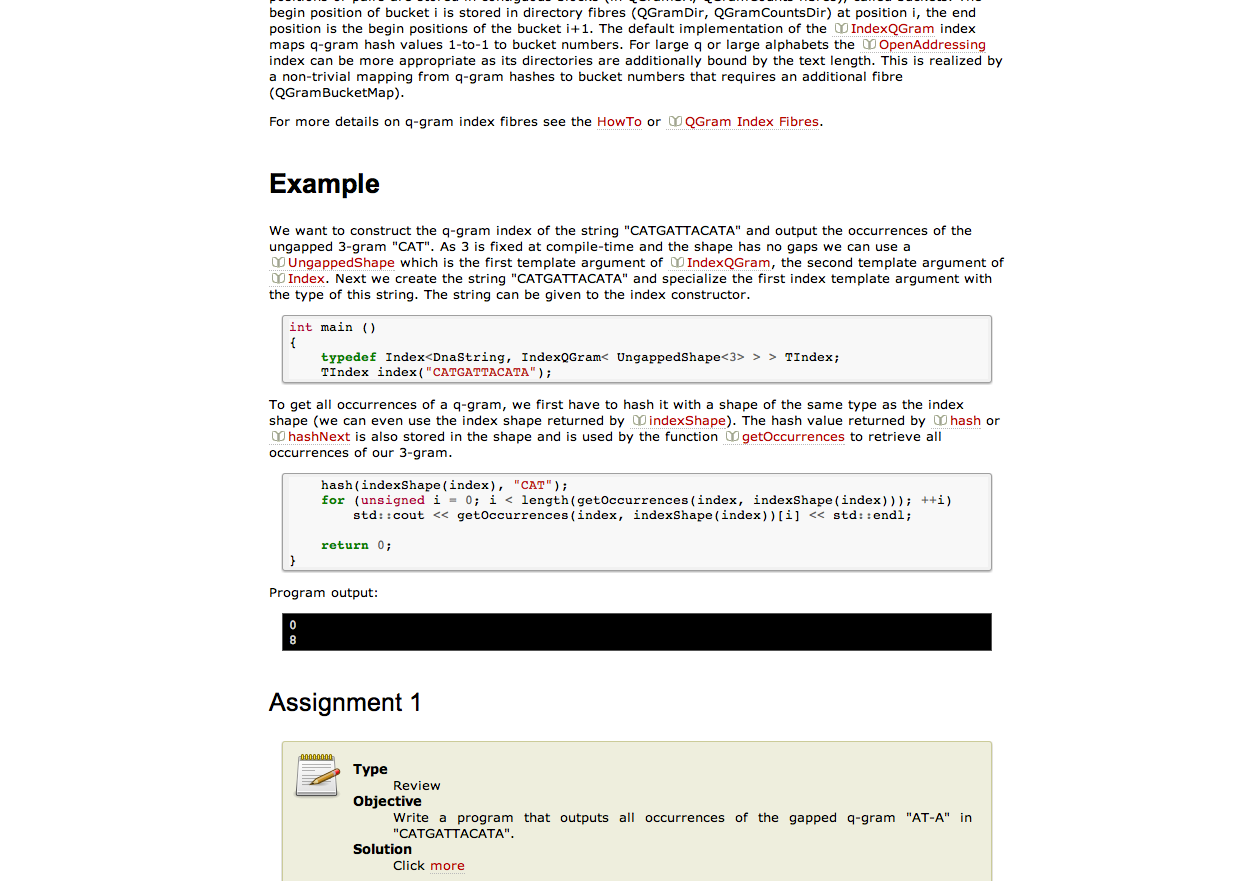 begin position of bucket i is stored in directory fibres (QGramDir, QGramCountsDir) at position i, the end
position is the begin positions of the bucket i+1. The default implementation of the IndexQGram index
maps q-gram hash values 1-to-1 to bucket numbers. For large q or large alphabets the OpenAddressing
index can be more appropriate as its directories are additionally bound by the text length. This is realized by
a non-trivial mapping from q-gram hashes to bucket numbers that requires an additional fibre
(QGramBucketMap).
For more details on q-gram index fibres see the HowTo or QGram Index Fibres.
Example
We want to construct the q-gram index of the string "CATGATTACATA" and output the occurrences of the
ungapped 3-gram "CAT". As 3 is fixed at compile-time and the shape has no gaps we can use a
UngappedShape which is the first template argument of IndexQGram, the second template argument of
Index. Next we create the string "CATGATTACATA" and specialize the first index template argument with
the type of this string. The string can be given to the index constructor.
int main ()
{
    typedef Index<DnaString, IndexQGram< UngappedShape<3> > > TIndex;
    TIndex index("CATGATTACATA");
To get all occurrences of a q-gram, we first have to hash it with a shape of the same type as the index
shape (we can even use the index shape returned by indexShape). The hash value returned by hash or
hashNext is also stored in the shape and is used by the function getOccurrences to retrieve all
occurrences of our 3-gram.
    hash(indexShape(index), "CAT");
    for (unsigned i = 0; i < length(getOccurrences(index, indexShape(index))); ++i)
        std::cout << getOccurrences(index, indexShape(index))[i] << std::endl;
    return 0;
}
Program output:
0
8
Assignment 1
Type
Review
Objective
Write a program that outputs all occurrences of the gapped q-gram "AT-A" in
"CATGATTACATA".
Solution
Click more